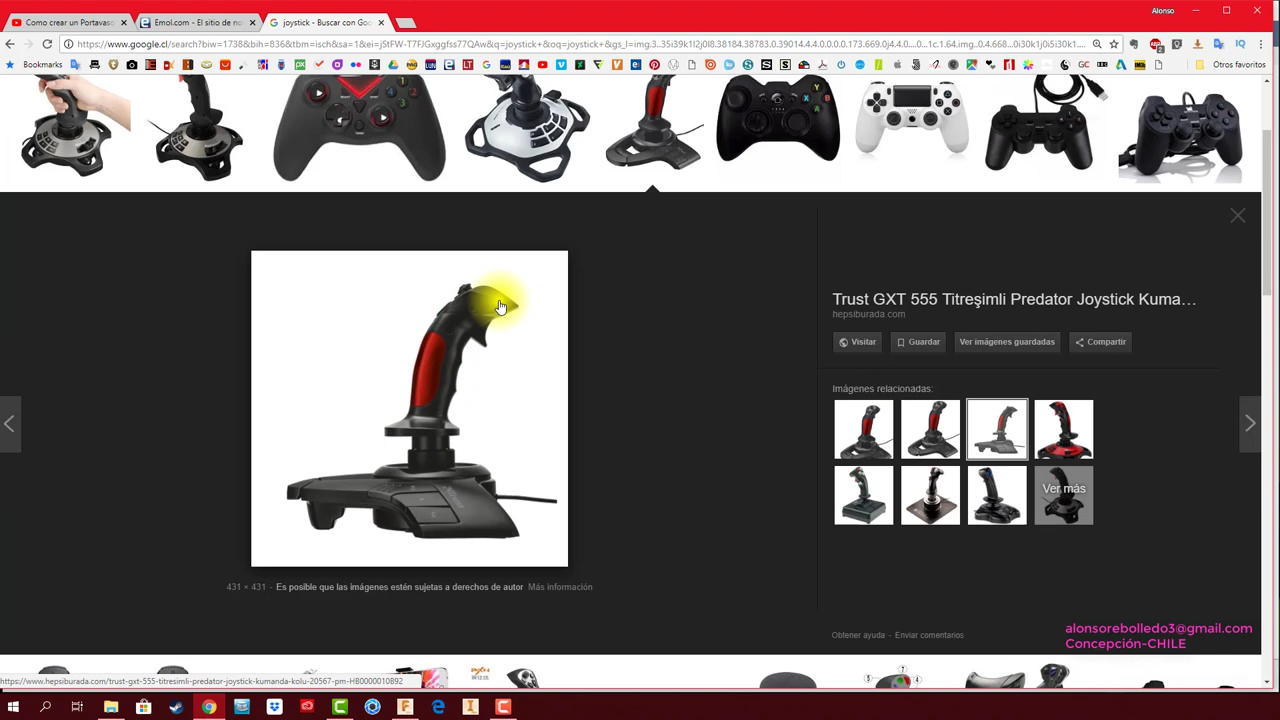 Alonso
Como crear un Portavaso
Emol.com - El sitio de no
joystick - Buscar con Goo
https://www.google.cl/search?biw=1738&bih=836&tbm=isch&sa=1&ei=jStFW-T7FJGxggfss77QAw&q=joystick+&oq=joystick+&gs_l=img.3..35i39k1l2j0l8.38184.38783.0.39014.4.4.0.0.0.0.173.669.0j4.4.0....0...1c.1.64.img..0.4.668...0i30k1j0i5i30k1....
Bookmarks
Otros favoritos
Trust GXT 555 Titreşimli Predator Joystick Kuma…
hepsiburada.com
Visitar
Guardar
Ver imágenes guardadas
Compartir
Imágenes relacionadas:
Ver más
431 × 431 - Es posible que las imágenes estén sujetas a derechos de autor Más información
alonsorebolledo3@gmail.com
Obtener ayuda - Enviar comentarios
Concepción-CHILE
https://www.hepsiburada.com/trust-gxt-555-titresimli-predator-joystick-kumanda-kolu-20567-pm-HB0000010892